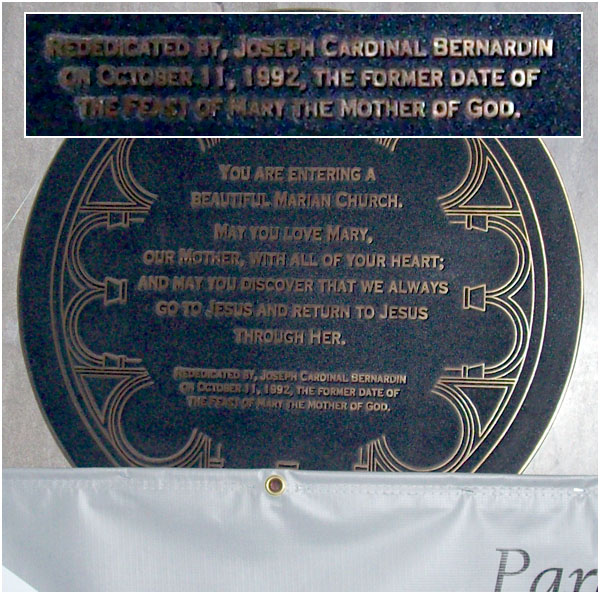 Rededicated by, Joseph Cardinal Bernardin
on October 11, 1992, the former date of
the Feast of Mary the Mother of God.
You are entering a
beautiful Marian Church.
May you love Mary,
our Mother, with all of your heart;
and may you discover that we always
go to Jesus and return to Jesus
through Her.
Rededicated by, Joseph Cardinal Bernardin
on October 11, 1992, the former date of
the Feast of Mary the Mother of God.
Par